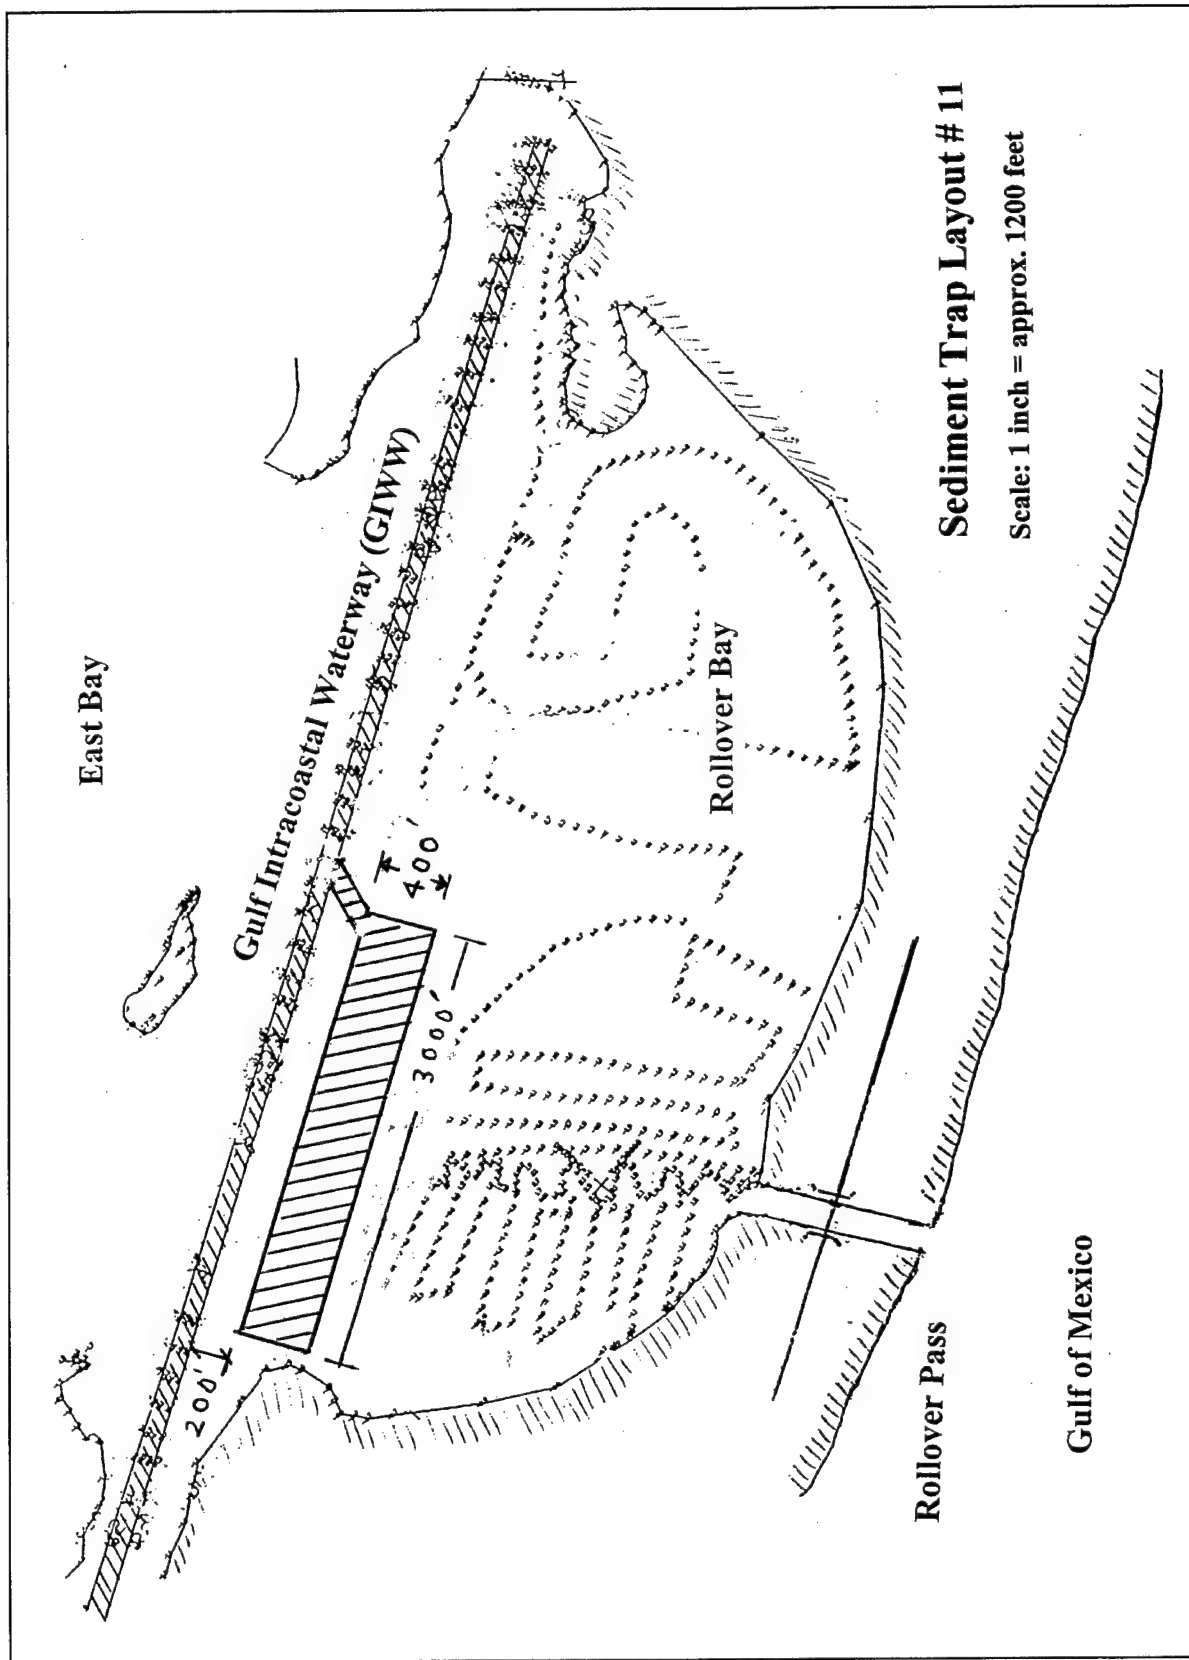 East Bay
Gulf Intracoastal Waterway (GIWW)
200'
400'
3000'
Rollover Bay
Rollover Pass
Gulf of Mexico
Sediment Trap Layout # 11
Scale: 1 inch = approx. 1200 feet